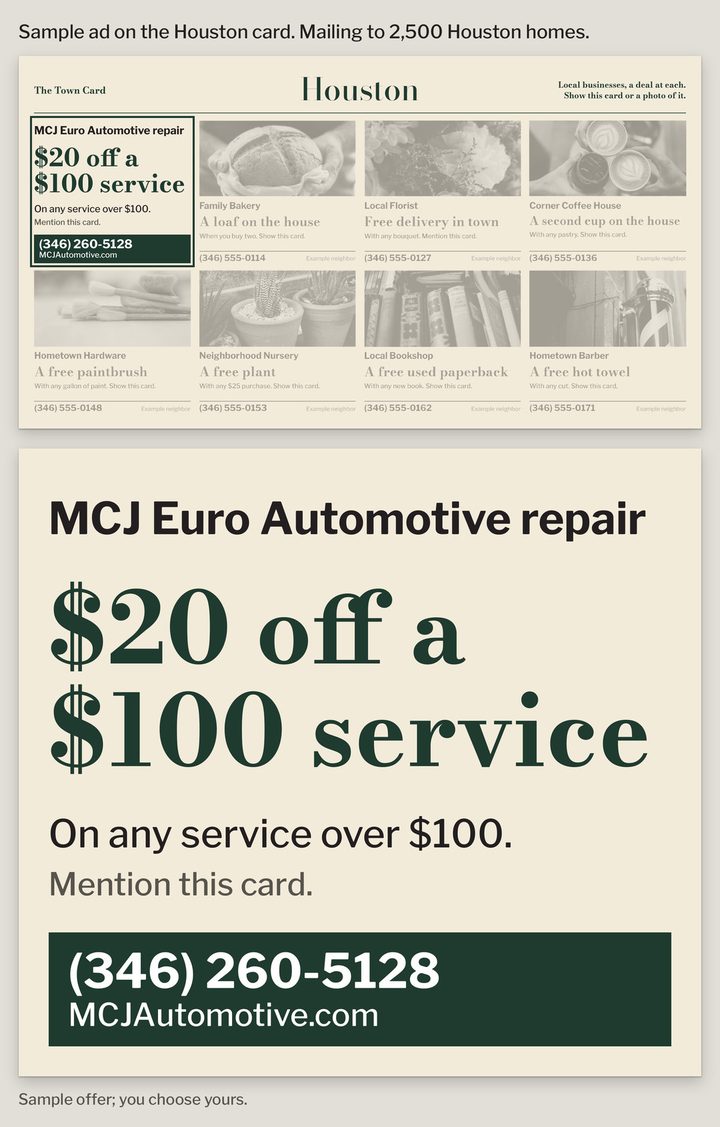 Sample ad on the Houston card. Mailing to 2,500 Houston homes.
The Town Card
Houston
Local businesses, a deal at each.
Show this card or a photo of it.
MCJ Euro Automotive repair
$20 off a
$100 service
On any service over $100.
Mention this card.
(346) 260-5128
MCJAutomotive.com
Family Bakery
A loaf on the house
When you buy two. Show this card.
(346) 555-0114
Example neighbor
Local Florist
Free delivery in town
With any bouquet. Mention this card.
(346) 555-0127
Example neighbor
Corner Coffee House
A second cup on the house
With any pastry. Show this card.
(346) 555-0136
Example neighbor
Hometown Hardware
A free paintbrush
With any gallon of paint. Show this card.
(346) 555-0148
Example neighbor
Neighborhood Nursery
A free plant
With any $25 purchase. Show this card.
(346) 555-0153
Example neighbor
Local Bookshop
A free used paperback
With any new book. Show this card.
(346) 555-0162
Example neighbor
Hometown Barber
A free hot towel
With any cut. Show this card.
(346) 555-0171
Example neighbor
MCJ Euro Automotive repair
$20 off a
$100 service
On any service over $100.
Mention this card.
(346) 260-5128
MCJAutomotive.com
Sample offer; you choose yours.